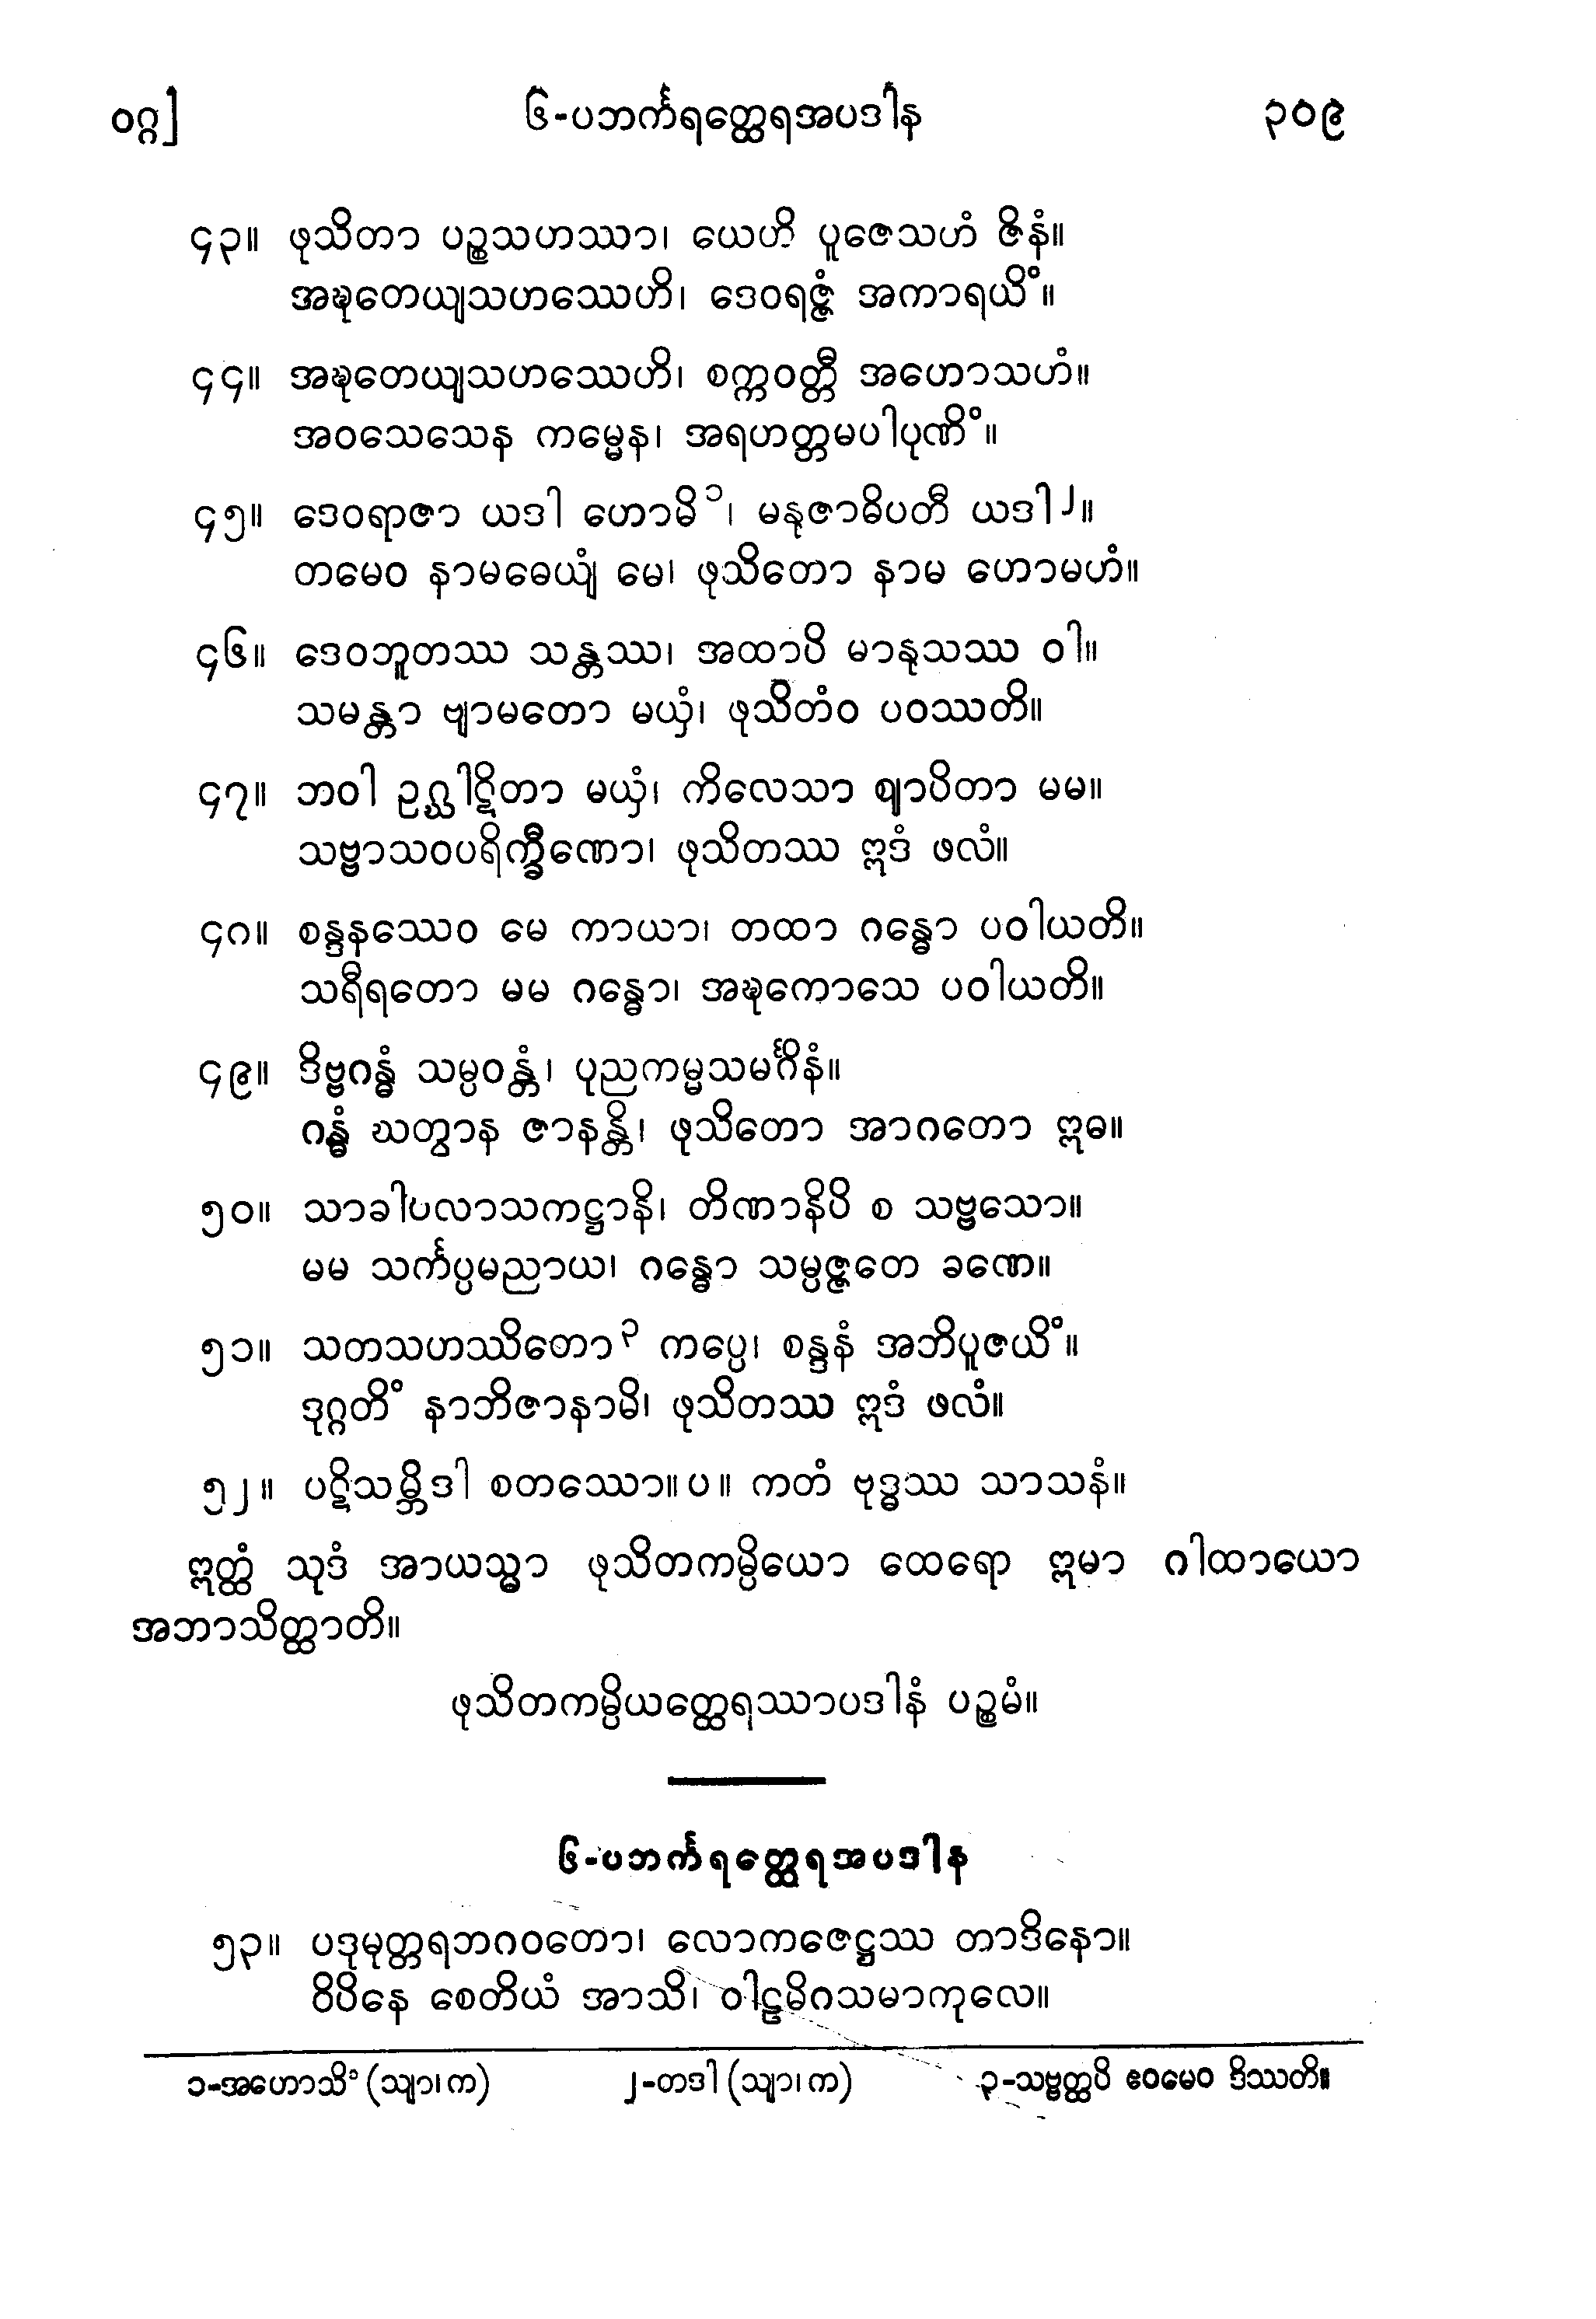 ဝဂ္ဂ] ၆-ပဘင်္ကရတ္ထေရအပဒါန ၃၀၉
၄၃။ ဖုသိတာ ပဉ္စသဟဿာ၊ ယေဟိ ပူဇေသဟံ ဇိနံ။
အဍ္ဎတေယျသဟဿေဟိ၊ ဒေဝရဇ္ဇံ အကာရယိံ။
၄၄။ အဍ္ဎတေယျသဟဿေဟိ၊ စက္ကဝတ္တီ အဟောသဟံ။
အဝသေသေန ကမ္မေန၊ အရဟတ္တမပါပုဏိံ။
၄၅။ ဒေဝရာဇာ ယဒါ ဟောမိ၁၊ မနုဇာဓိပတီ ယဒါ၂။
တမေဝ နာမဓေယျံ မေ၊ ဖုသိတော နာမ ဟောမဟံ။
၄၆။ ဒေဝဘူတဿ သန္တဿ၊ အထာပိ မာနုသဿ ဝါ။
သမန္တာ ဗျာမတော မယှံ၊ ဖုသိတံဝ ပဝဿတိ။
၄၇။ ဘဝါ ဥဂ္ဃါဋိတာ မယှံ၊ ကိလေသာ ဈာပိတာ မမ။
သဗ္ဗာသဝပရိက္ခီဏော၊ ဖုသိတဿ ဣဒံ ဖလံ။
၄၈။ စန္ဒနဿေဝ မေ ကာယာ၊ တထာ ဂန္ဓော ပဝါယတိ။
သရီရတော မမ ဂန္ဓော၊ အဍ္ဎကောသေ ပဝါယတိ။
၄၉။ ဒိဗ္ဗဂန္ဓံ သမ္ပဝန္တံ၊ ပုညကမ္မသမင်္ဂိနံ။
ဂန္ဓံ ဃတွာန ဇာနန္တိ၊ ဖုသိတော အာဂတော ဣဓ။
၅၀။ သာခါပလာသကဋ္ဌာနိ၊ တိဏာနိပိ စ သဗ္ဗသော။
မမ သင်္ကပ္ပမညာယ၊ ဂန္ဓော သမ္ပဇ္ဇတေ ခဏေ။
၅၁။ သတသဟဿိတော၃ ကပ္ပေ၊ စန္ဒနံ အဘိပူဇယိံ။
ဒုဂ္ဂတိံ နာဘိဇာနာမိ၊ ဖုသိတဿ ဣဒံ ဖလံ။
၅၂။ ပဋိသမ္ဘိဒါ စတဿော။ပ။ ကတံ ဗုဒ္ဓဿ သာသနံ။
ဣတ္ထံ သုဒံ အာယသ္မာ ဖုသိတကမ္ပိယော ထေရော ဣမာ ဂါထာယော
အဘာသိတ္ထာတိ။
ဖုသိတကမ္ပိယတ္ထေရဿာပဒါနံ ပဉ္စမံ။
၆-ပဘင်္ကရတ္ထေရအပဒါန
၅၃။ ပဒုမုတ္တရဘဂဝတော၊ လောကဇေဋ္ဌဿ တာဒိနော။
ဝိပိနေ စေတိယံ အာသိ၊ ဝါဠမိဂသမာကုလေ။
၁-အဟောသိံ (သျာ၊က) ၂-တဒါ (သျာ၊က) ၃-သဗ္ဗတ္ထပိ ဧဝမေဝ ဒိဿတိ။